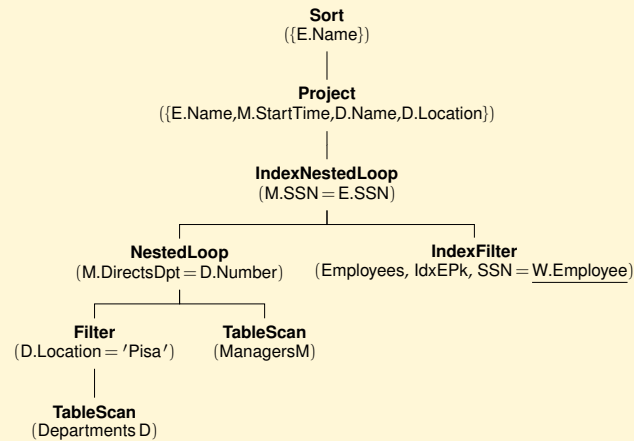 Sort
({E.Name})
Project
({E.Name,M.StartTime,D.Name,D.Location})
IndexNestedLoop
(M.SSN = E.SSN)
NestedLoop
(M.DirectsDpt = D.Number)
IndexFilter
(Employees, IdxEPk, SSN = W.Employee)
Filter
(D.Location = 'Pisa')
TableScan
(ManagersM)
TableScan
(Departments D)